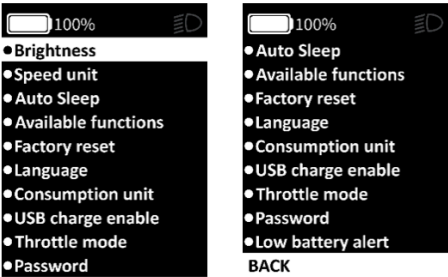 100%
Brightness
Speed unit
Auto Sleep
Available functions
Factory reset
Language
Consumption unit
USB charge enable
Throttle mode
Password
100%
Auto Sleep
Available functions
Factory reset
Language
Consumption unit
USB charge enable
Throttle mode
Password
Low battery alert
BACK